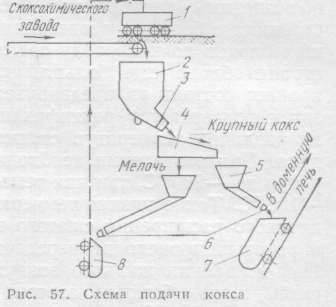 С коксохимического
завода
1
2
3
4
Крупный кокс
Мелочь
5
В доменную
печь
6
7
8
Рис. 57. Схема подачи кокса